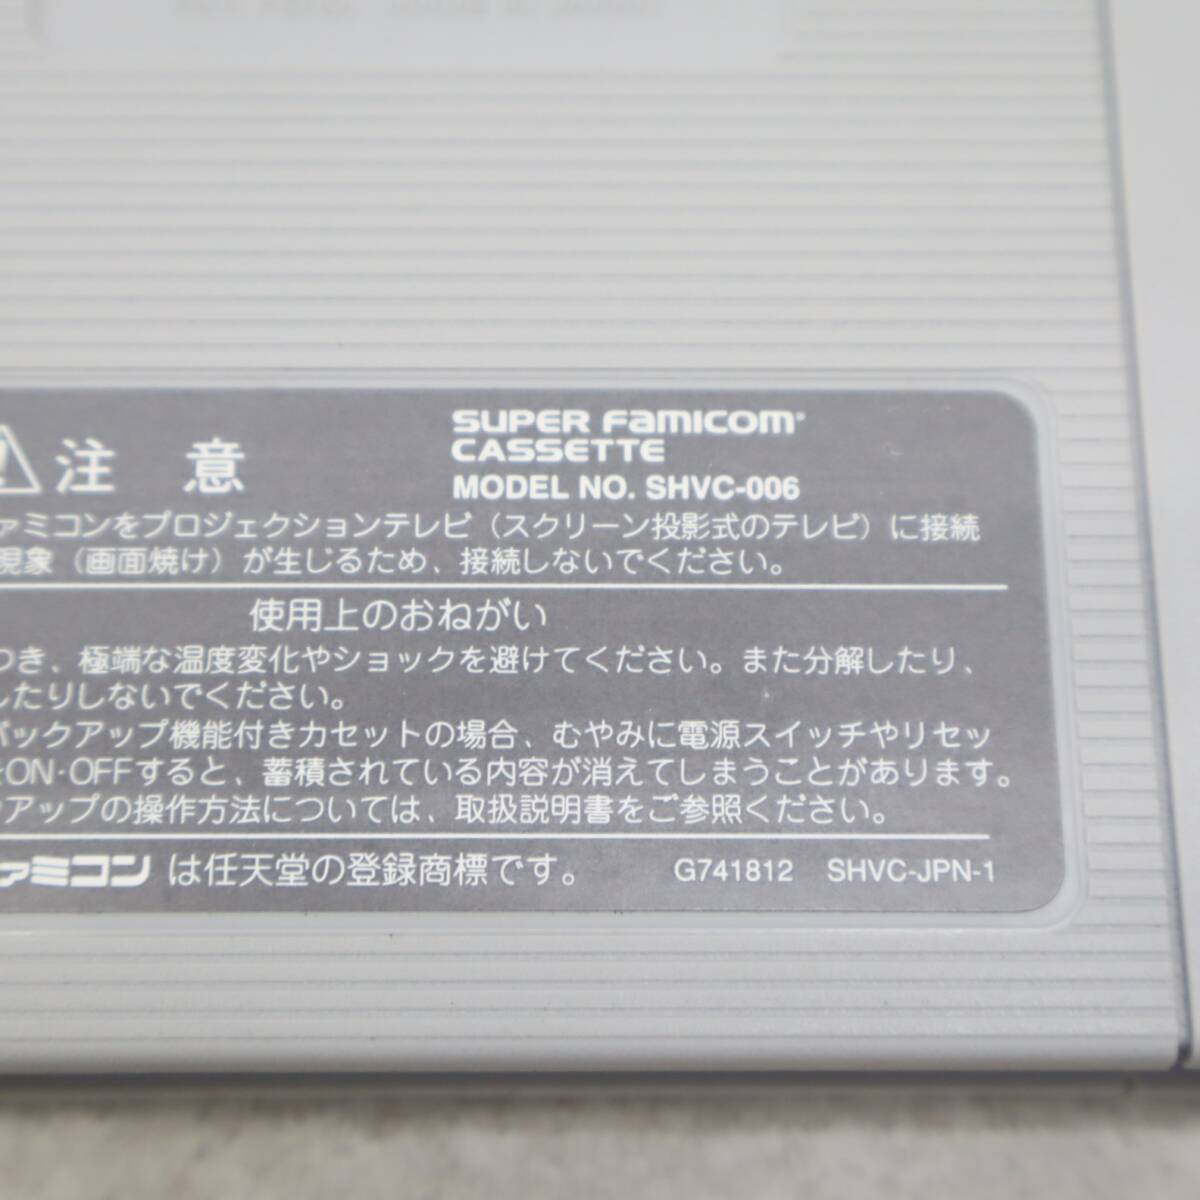 注 意
SUPER FAMICOM
CASSETTE
MODEL NO. SHVC-006
ァミコンをプロジェクションテレビ（スクリーン投影式のテレビ）に接続
現象（画面焼け）が生じるため、接続しないでください。
使用上のおねがい
つき、極端な温度変化やショックを避けてください。また分解したり、
したりしないでください。
バックアップ機能付きカセットの場合、むやみに電源スイッチやリセッ
をON·OFFすると、蓄積されている内容が消えてしまうことがあります。
クアップの操作方法については、取扱説明書をご参照ください。
ァミコン は任天堂の登録商標です。 G741812 SHVC-JPN-1